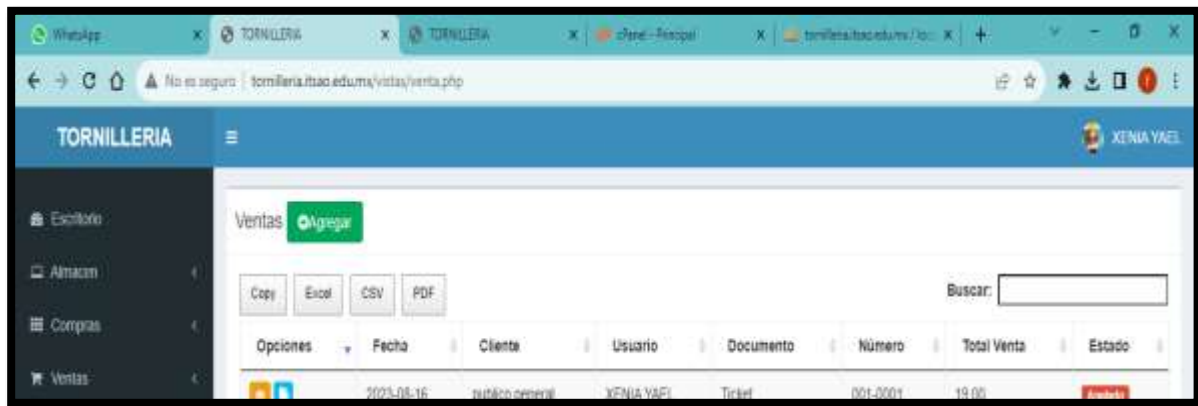 WhatsApp TORNILLERIA TORNILLERIA cPanel - Principal
No es seguro tornilleria.itsao.edu.mx/vistas/venta.php
TORNILLERIA XENIA YAEL
Escritorio
Ventas Agregar
Almacen
Copy Excel CSV PDF Buscar:
Compras
Opciones Fecha Cliente Usuario Documento Número Total Venta Estado
Ventas
2023-08-16 publico general XENIA YAEL Ticket 001-0001 19.00 Anulado